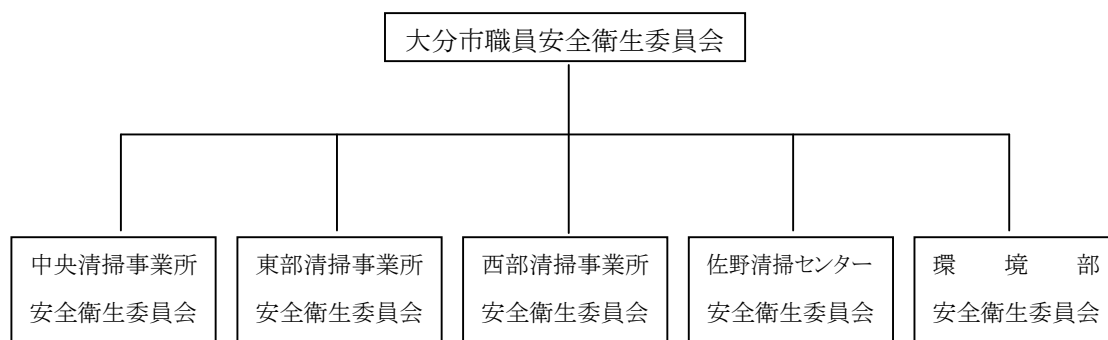 大分市職員安全衛生委員会
中央清掃事業所
安全衛生委員会
東部清掃事業所
安全衛生委員会
西部清掃事業所
安全衛生委員会
佐野清掃センター
安全衛生委員会
環　境　部
安全衛生委員会